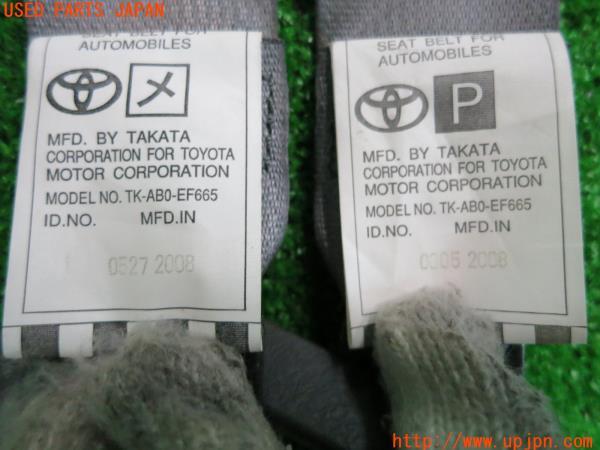 USED PARTS JAPAN
SEAT BELT FOR
AUTOMOBILES
メ
MFD. BY TAKATA
CORPORATION FOR TOYOTA
MOTOR CORPORATION
MODEL NO. TK-AB0-EF665
ID.NO. MFD.IN
0527 2008
SEAT BELT FOR
AUTOMOBILES
P
MFD. BY TAKATA
CORPORATION FOR TOYOTA
MOTOR CORPORATION
MODEL NO. TK-AB0-EF665
ID.NO. MFD.IN
0305 2008
http://www.upjpn.com/